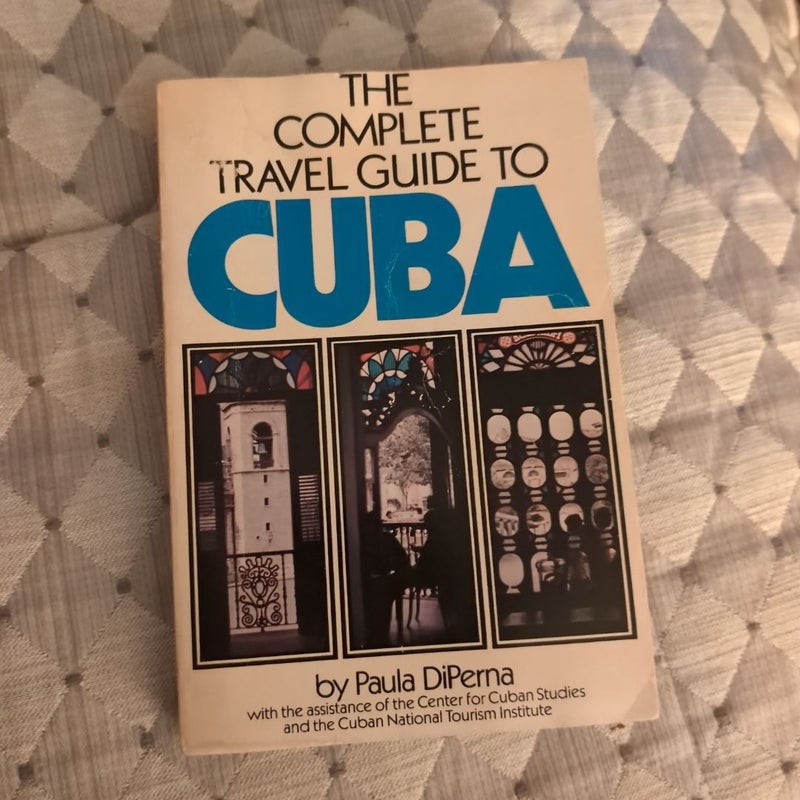 THE
COMPLETE
TRAVEL GUIDE TO
CUBA
by Paula DiPerna
with the assistance of the Center for Cuban Studies
and the Cuban National Tourism Institute